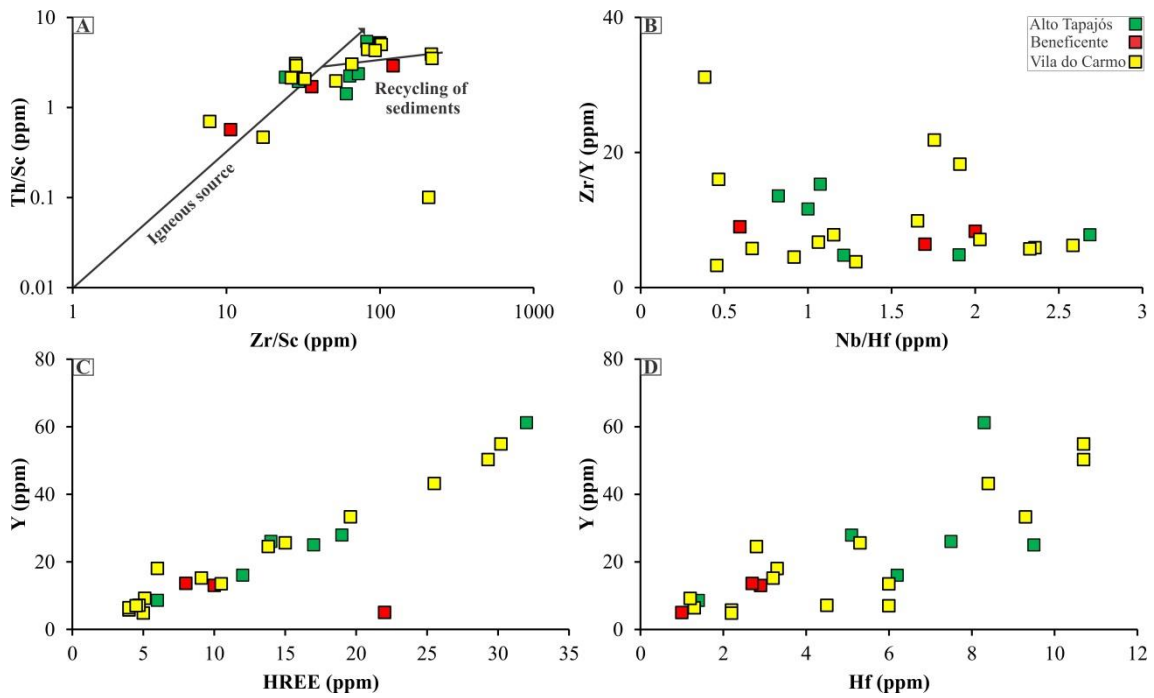 A
10
1
0.1
0.01
Th/Sc (ppm)
Igneous source
Recycling of
sediments
1
10
100
1000
Zr/Sc (ppm)
B
Alto Tapajós
Beneficente
Vila do Carmo
40
20
0
Zr/Y (ppm)
0
0.5
1
1.5
2
2.5
3
Nb/Hf (ppm)
C
80
60
40
20
0
Y (ppm)
0
5
10
15
20
25
30
35
HREE (ppm)
D
80
60
40
20
0
Y (ppm)
0
2
4
6
8
10
12
Hf (ppm)